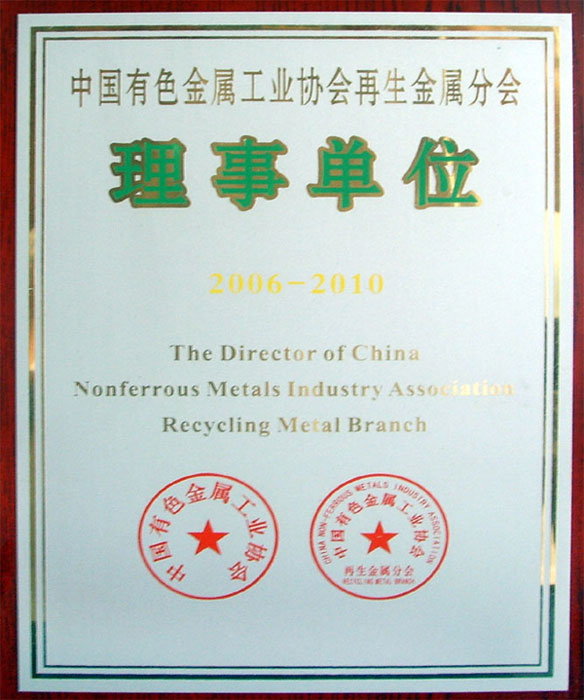 中国有色金属工业协会再生金属分会
理事单位
2006-2010
The Director of China
Nonferrous Metals Industry Association
Recycling Metal Branch
中国有色金属工业协会
CHINA NON-FERROUS METALS INDUSTRY ASSOCIATION
中国有色金属工业协会
再生金属分会
RECYCLING METAL BRANCH